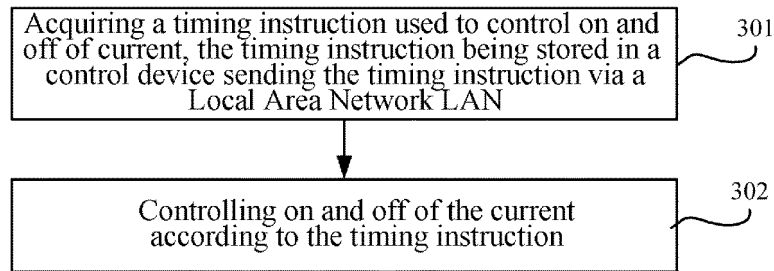 Acquiring a timing instruction used to control on and
off of current, the timing instruction being stored in a
control device sending the timing instruction via a
Local Area Network LAN
301
Controlling on and off of the current
according to the timing instruction
302